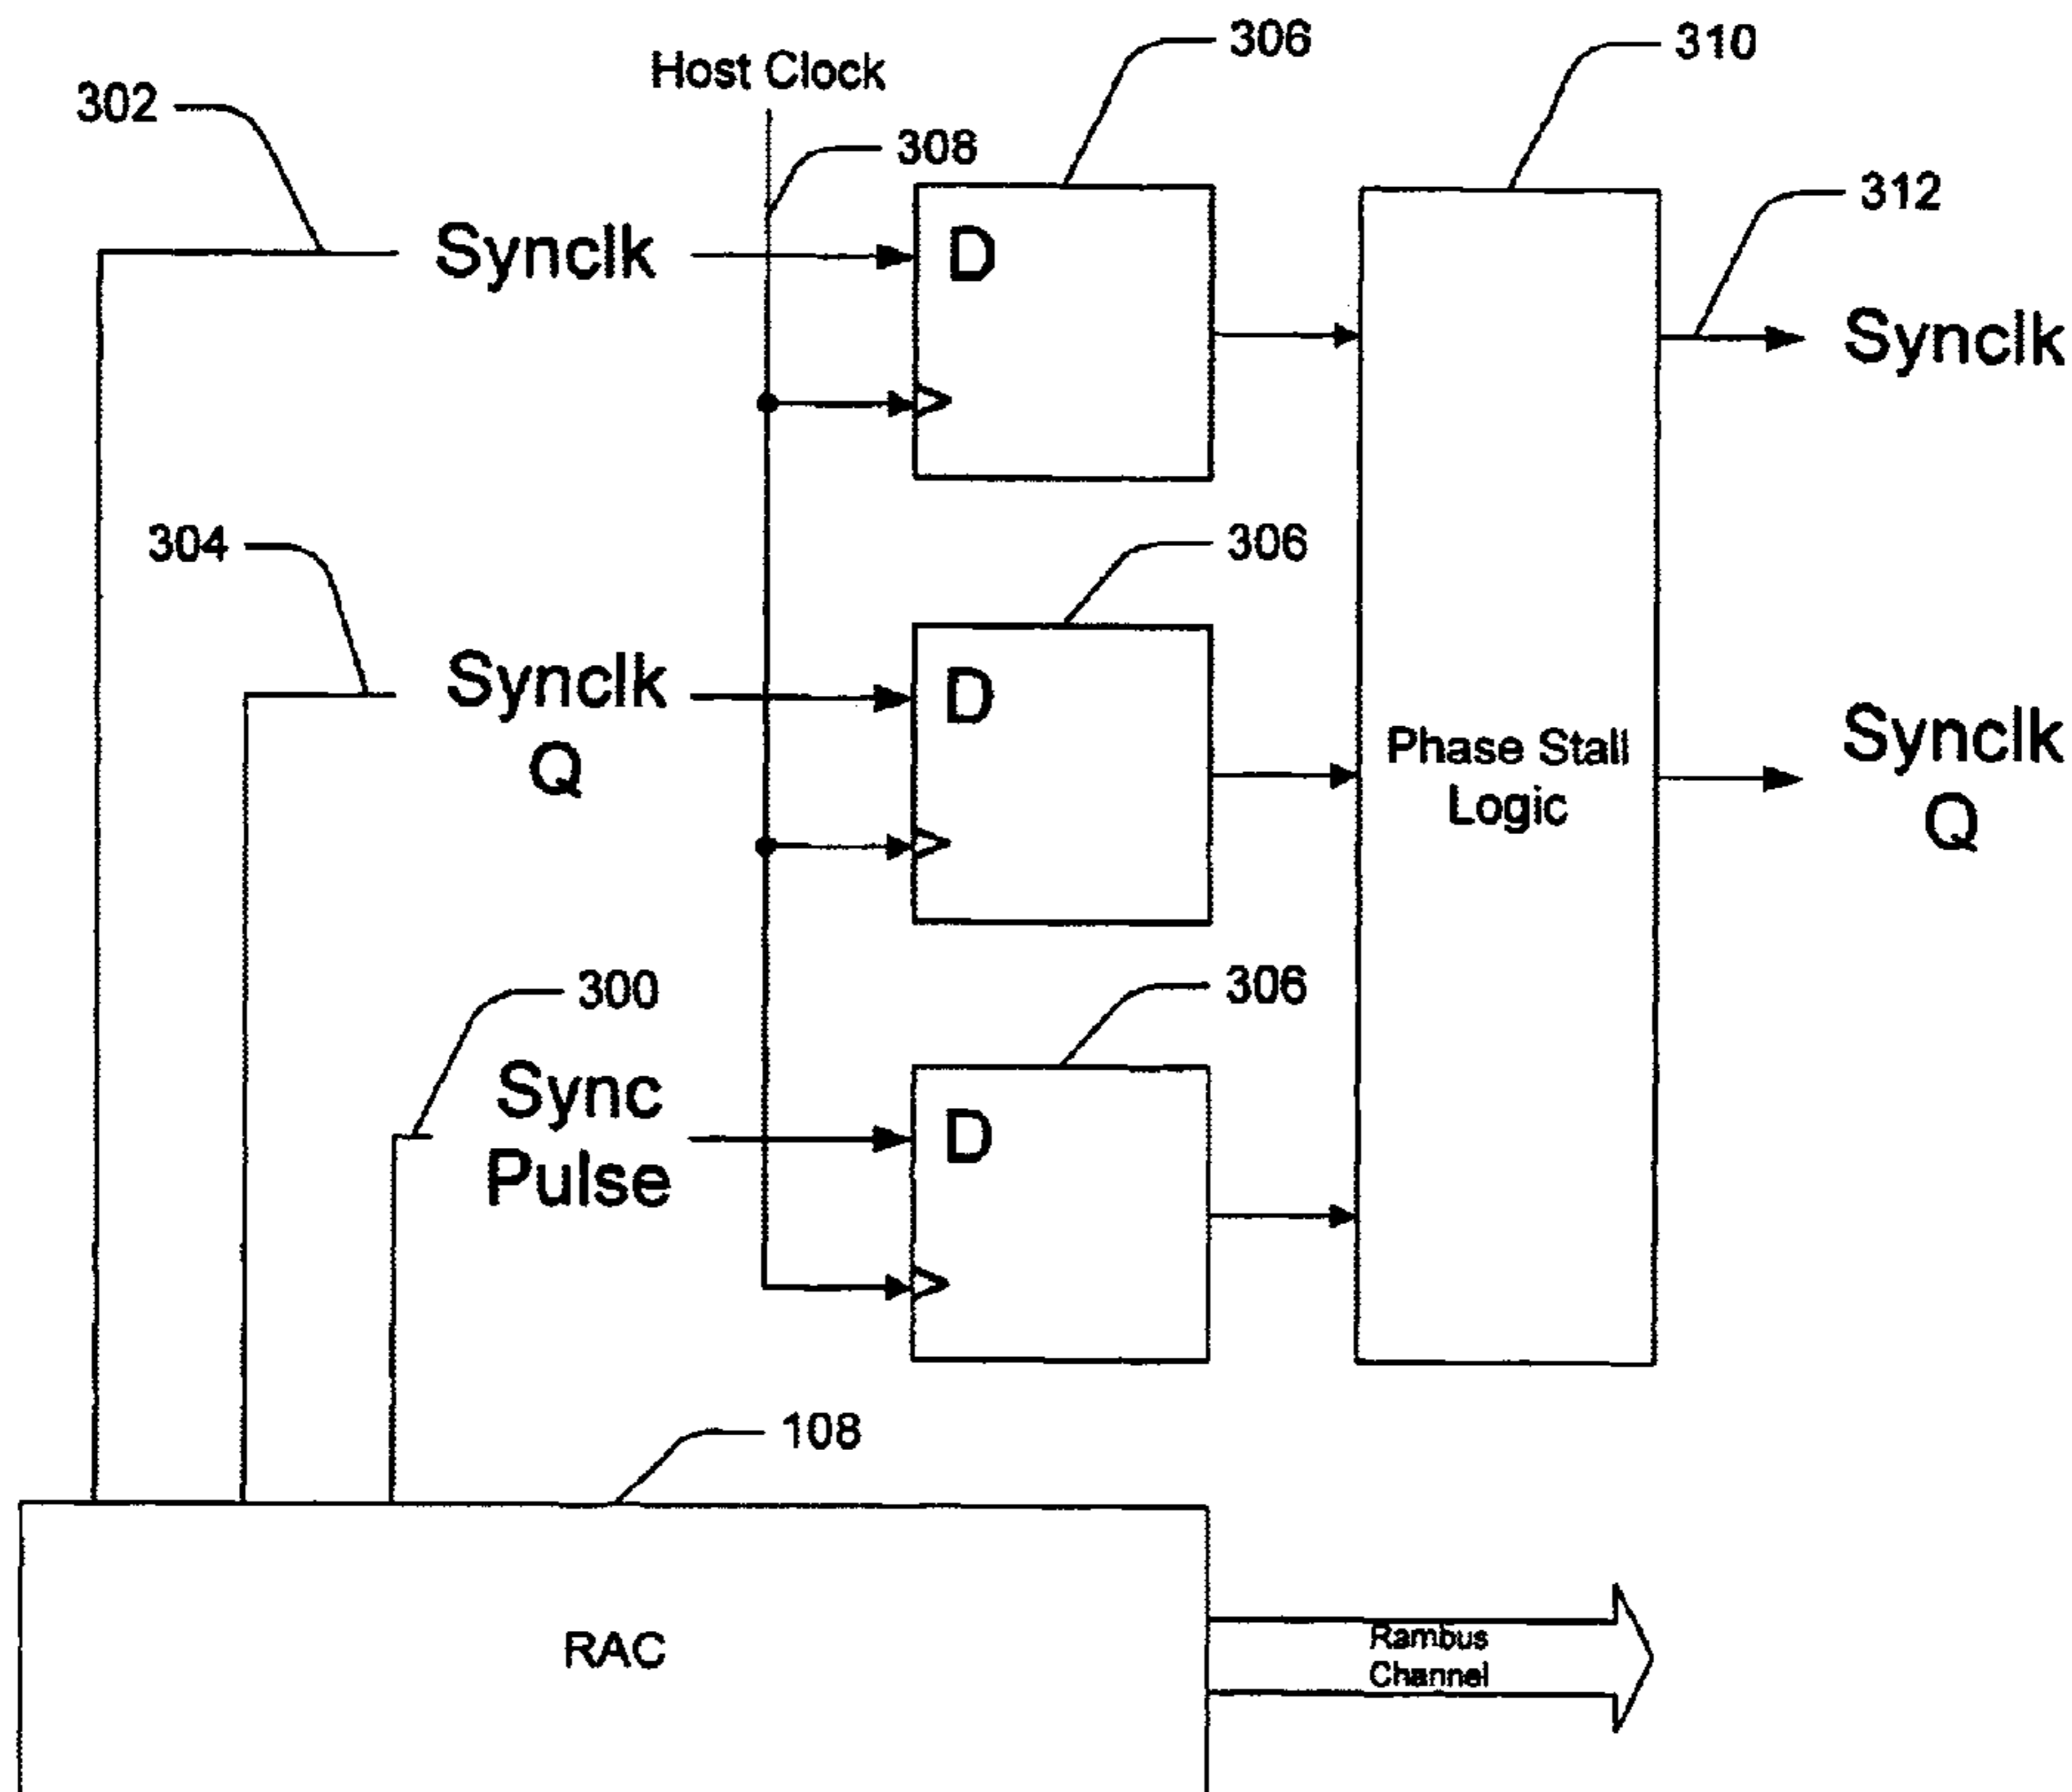 306
310
Host Clock
302
308
312
Synclk
D
Synclk
304
306
Synclk
Q
D
Phase Stall
Logic
Synclk
Q
300
306
Sync
Pulse
D
108
RAC
Rambus
Channel